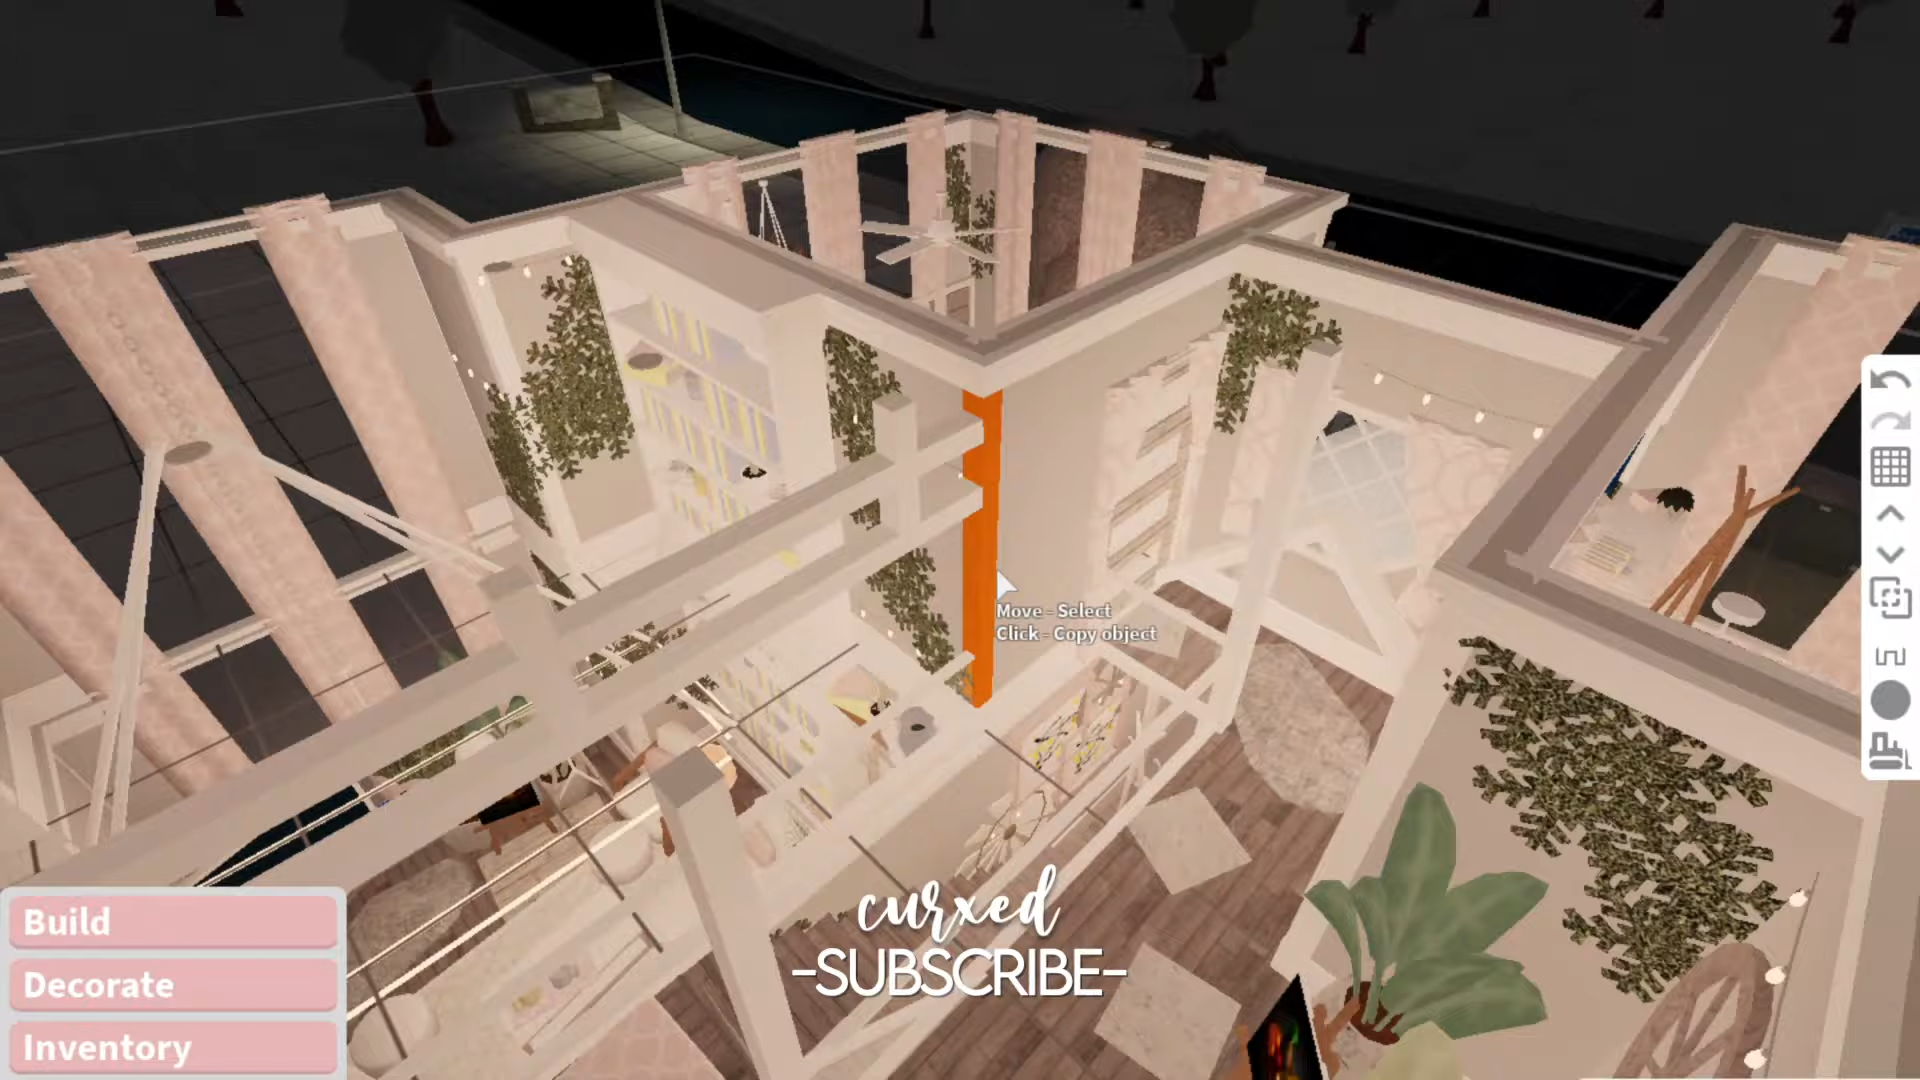 Move - Select
Click - Copy object
Build
Decorate
Inventory
curxed
-SUBSCRIBE-